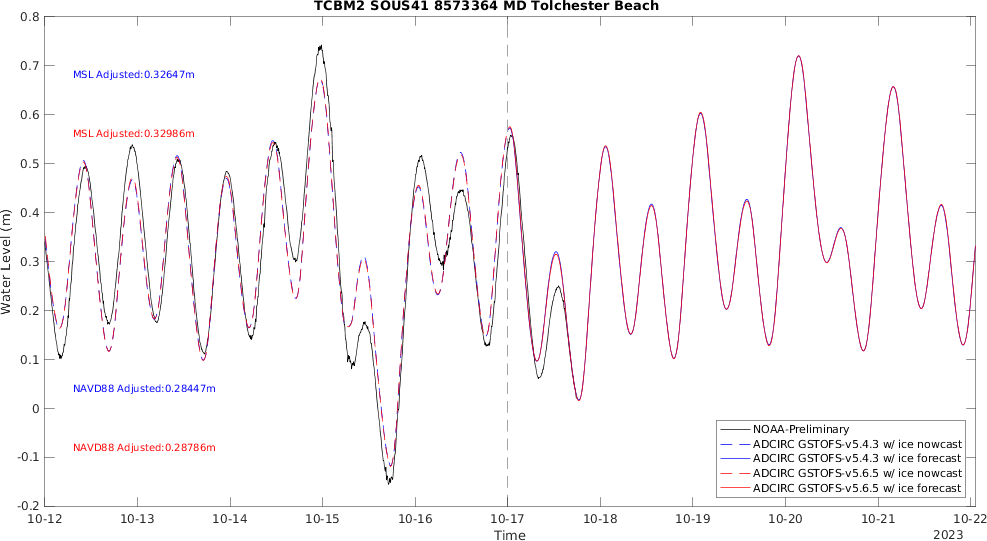 TCBM2 SOUS41 8573364 MD Tolchester Beach
0.8
0.7
0.6
0.5
0.4
0.3
0.2
0.1
0
-0.1
-0.2
Water Level (m)
MSL Adjusted:0.32647m
MSL Adjusted:0.32986m
NAVD88 Adjusted:0.28447m
NAVD88 Adjusted:0.28786m
NOAA-Preliminary
ADCIRC GSTOFS-v5.4.3 w/ ice nowcast
ADCIRC GSTOFS-v5.4.3 w/ ice forecast
ADCIRC GSTOFS-v5.6.5 w/ ice nowcast
ADCIRC GSTOFS-v5.6.5 w/ ice forecast
10-12 10-13 10-14 10-15 10-16 10-17 10-18 10-19 10-20 10-21 10-22
Time
2023